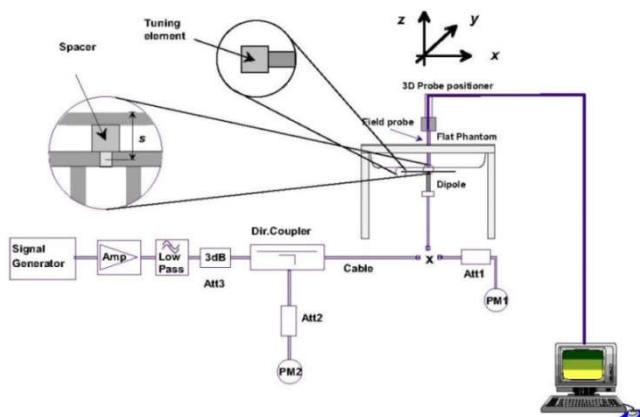 Tuning
element
Spacer
z
y
x
s
3D Probe positioner
Field probe
Flat Phantom
Dipole
Dir.Coupler
Signal
Generator
Amp
Low
Pass
3dB
Att3
Cable
x
Att1
PM1
Att2
PM2